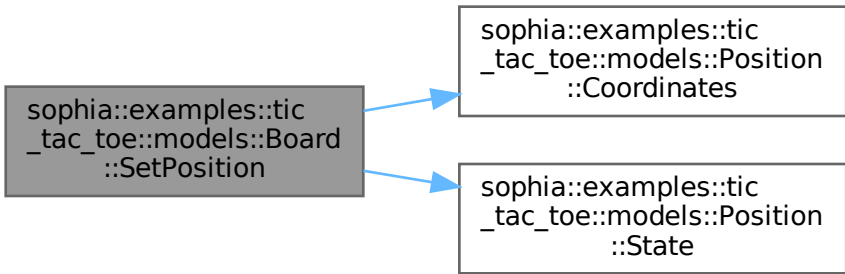 sophia::examples::tic
_tac_toe::models::Board
::SetPosition
sophia::examples::tic
_tac_toe::models::Position
::Coordinates
sophia::examples::tic
_tac_toe::models::Position
::State